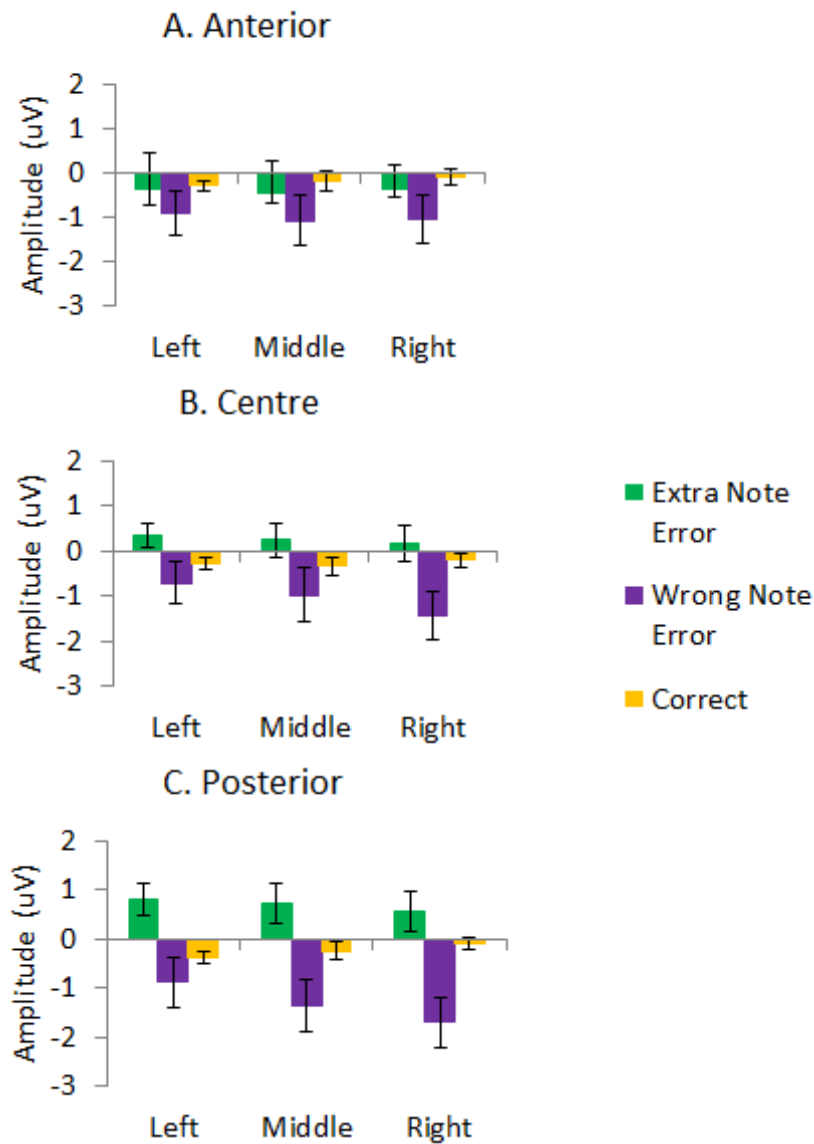 A. Anterior
Amplitude (uV)
2
1
0
-1
-2
-3
Left Middle Right
B. Centre
Amplitude (uV)
2
1
0
-1
-2
-3
Left Middle Right
Extra Note
Error
Wrong Note
Error
Correct
C. Posterior
Amplitude (uV)
2
1
0
-1
-2
-3
Left Middle Right